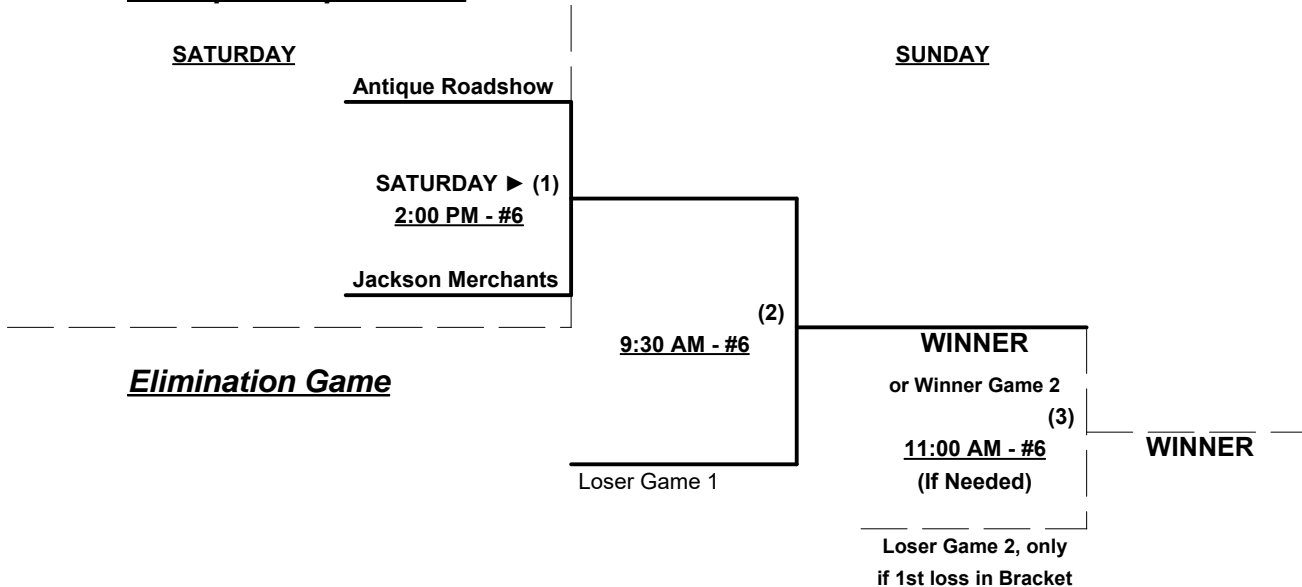 SATURDAY
SUNDAY
Antique Roadshow
SATURDAY ► (1)
2:00 PM - #6
Jackson Merchants
(2)
9:30 AM - #6
WINNER
Elimination Game
or Winner Game 2
(3)
11:00 AM - #6
WINNER
(If Needed)
Loser Game 1
Loser Game 2, only
if 1st loss in Bracket